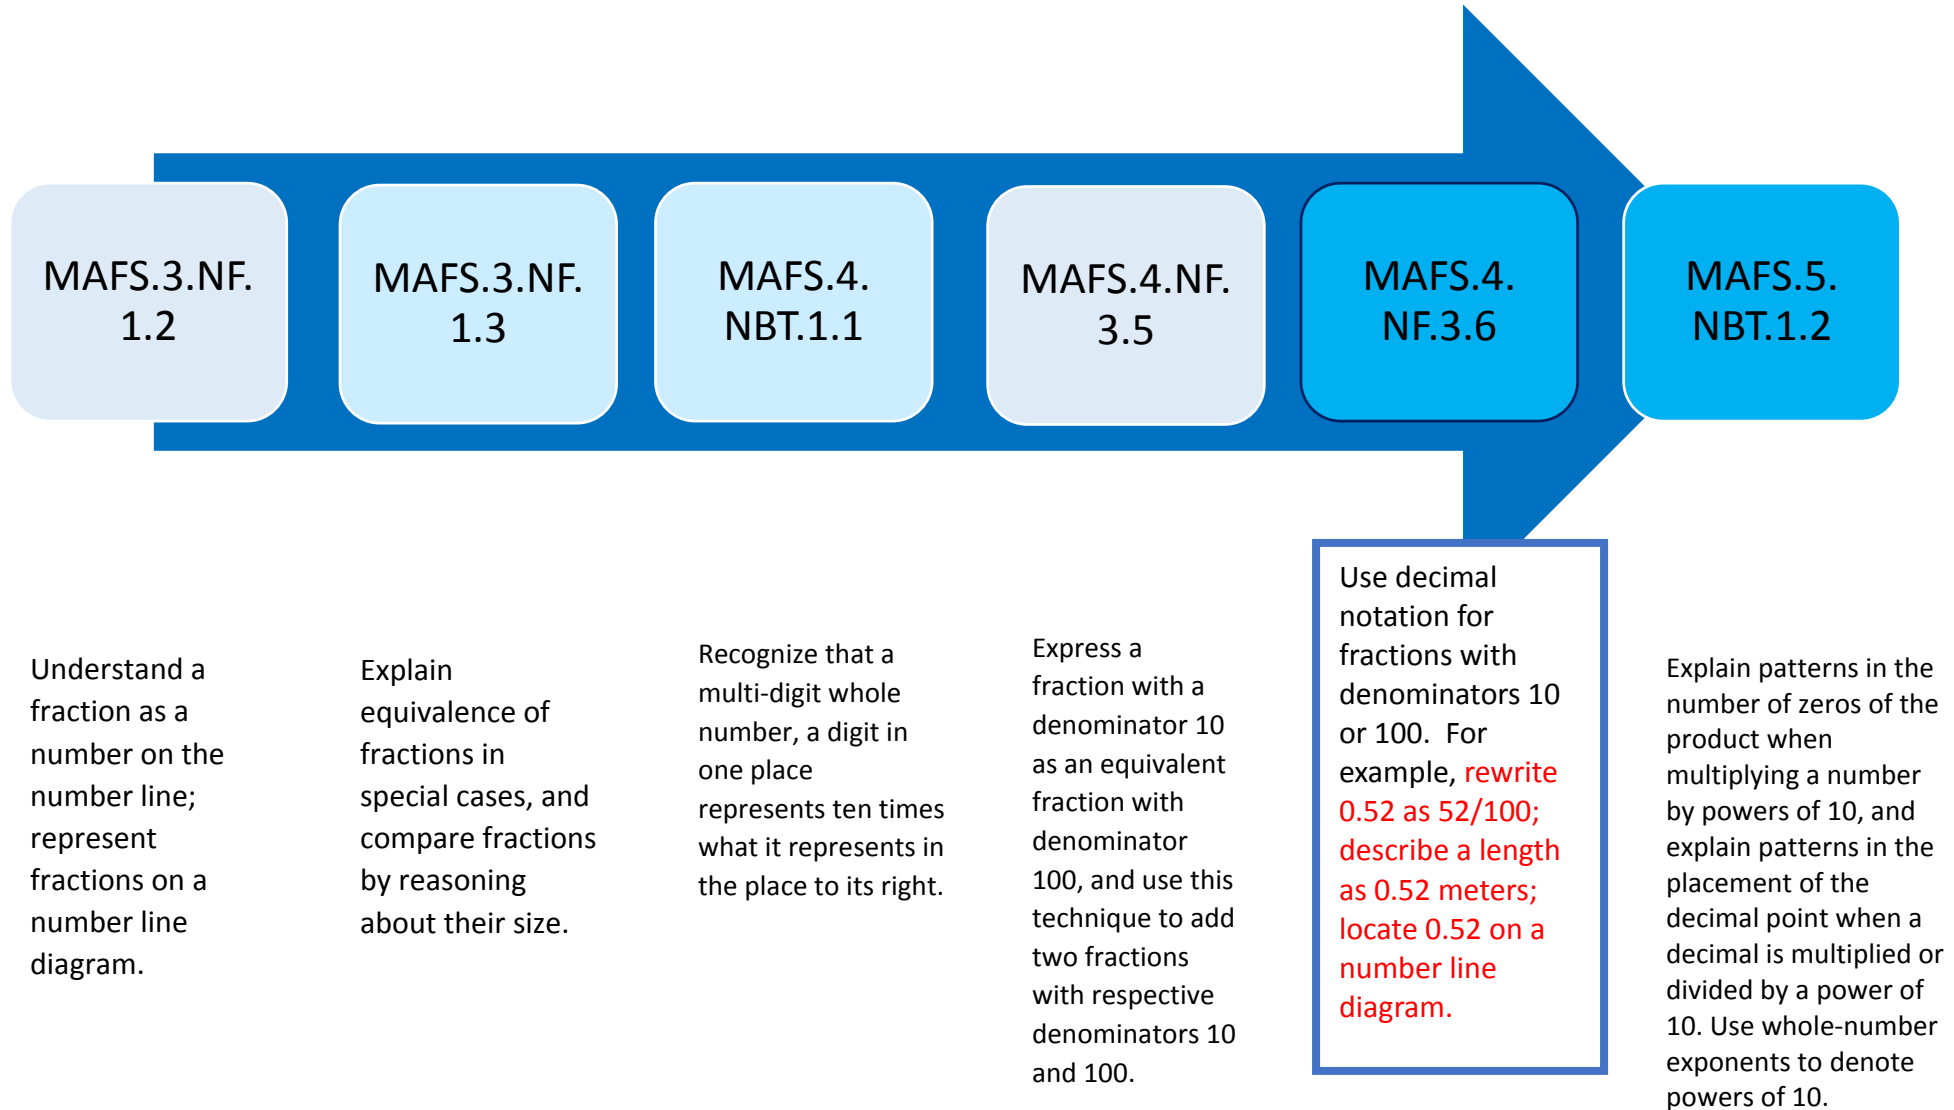 MAFS.3.NF.
1.2
MAFS.3.NF.
1.3
MAFS.4.
NBT.1.1
MAFS.4.NF.
3.5
MAFS.4.
NF.3.6
MAFS.5.
NBT.1.2
Understand a
fraction as a
number on the
number line;
represent
fractions on a
number line
diagram.
Explain
equivalence of
fractions in
special cases, and
compare fractions
by reasoning
about their size.
Recognize that a
multi-digit whole
number, a digit in
one place
represents ten times
what it represents in
the place to its right.
Express a
fraction with a
denominator 10
as an equivalent
fraction with
denominator
100, and use this
technique to add
two fractions
with respective
denominators 10
and 100.
Use decimal
notation for
fractions with
denominators 10
or 100.  For
example, rewrite
0.52 as 52/100;
describe a length
as 0.52 meters;
locate 0.52 on a
number line
diagram.
Explain patterns in the
number of zeros of the
product when
multiplying a number
by powers of 10, and
explain patterns in the
placement of the
decimal point when a
decimal is multiplied or
divided by a power of
10. Use whole-number
exponents to denote
powers of 10.